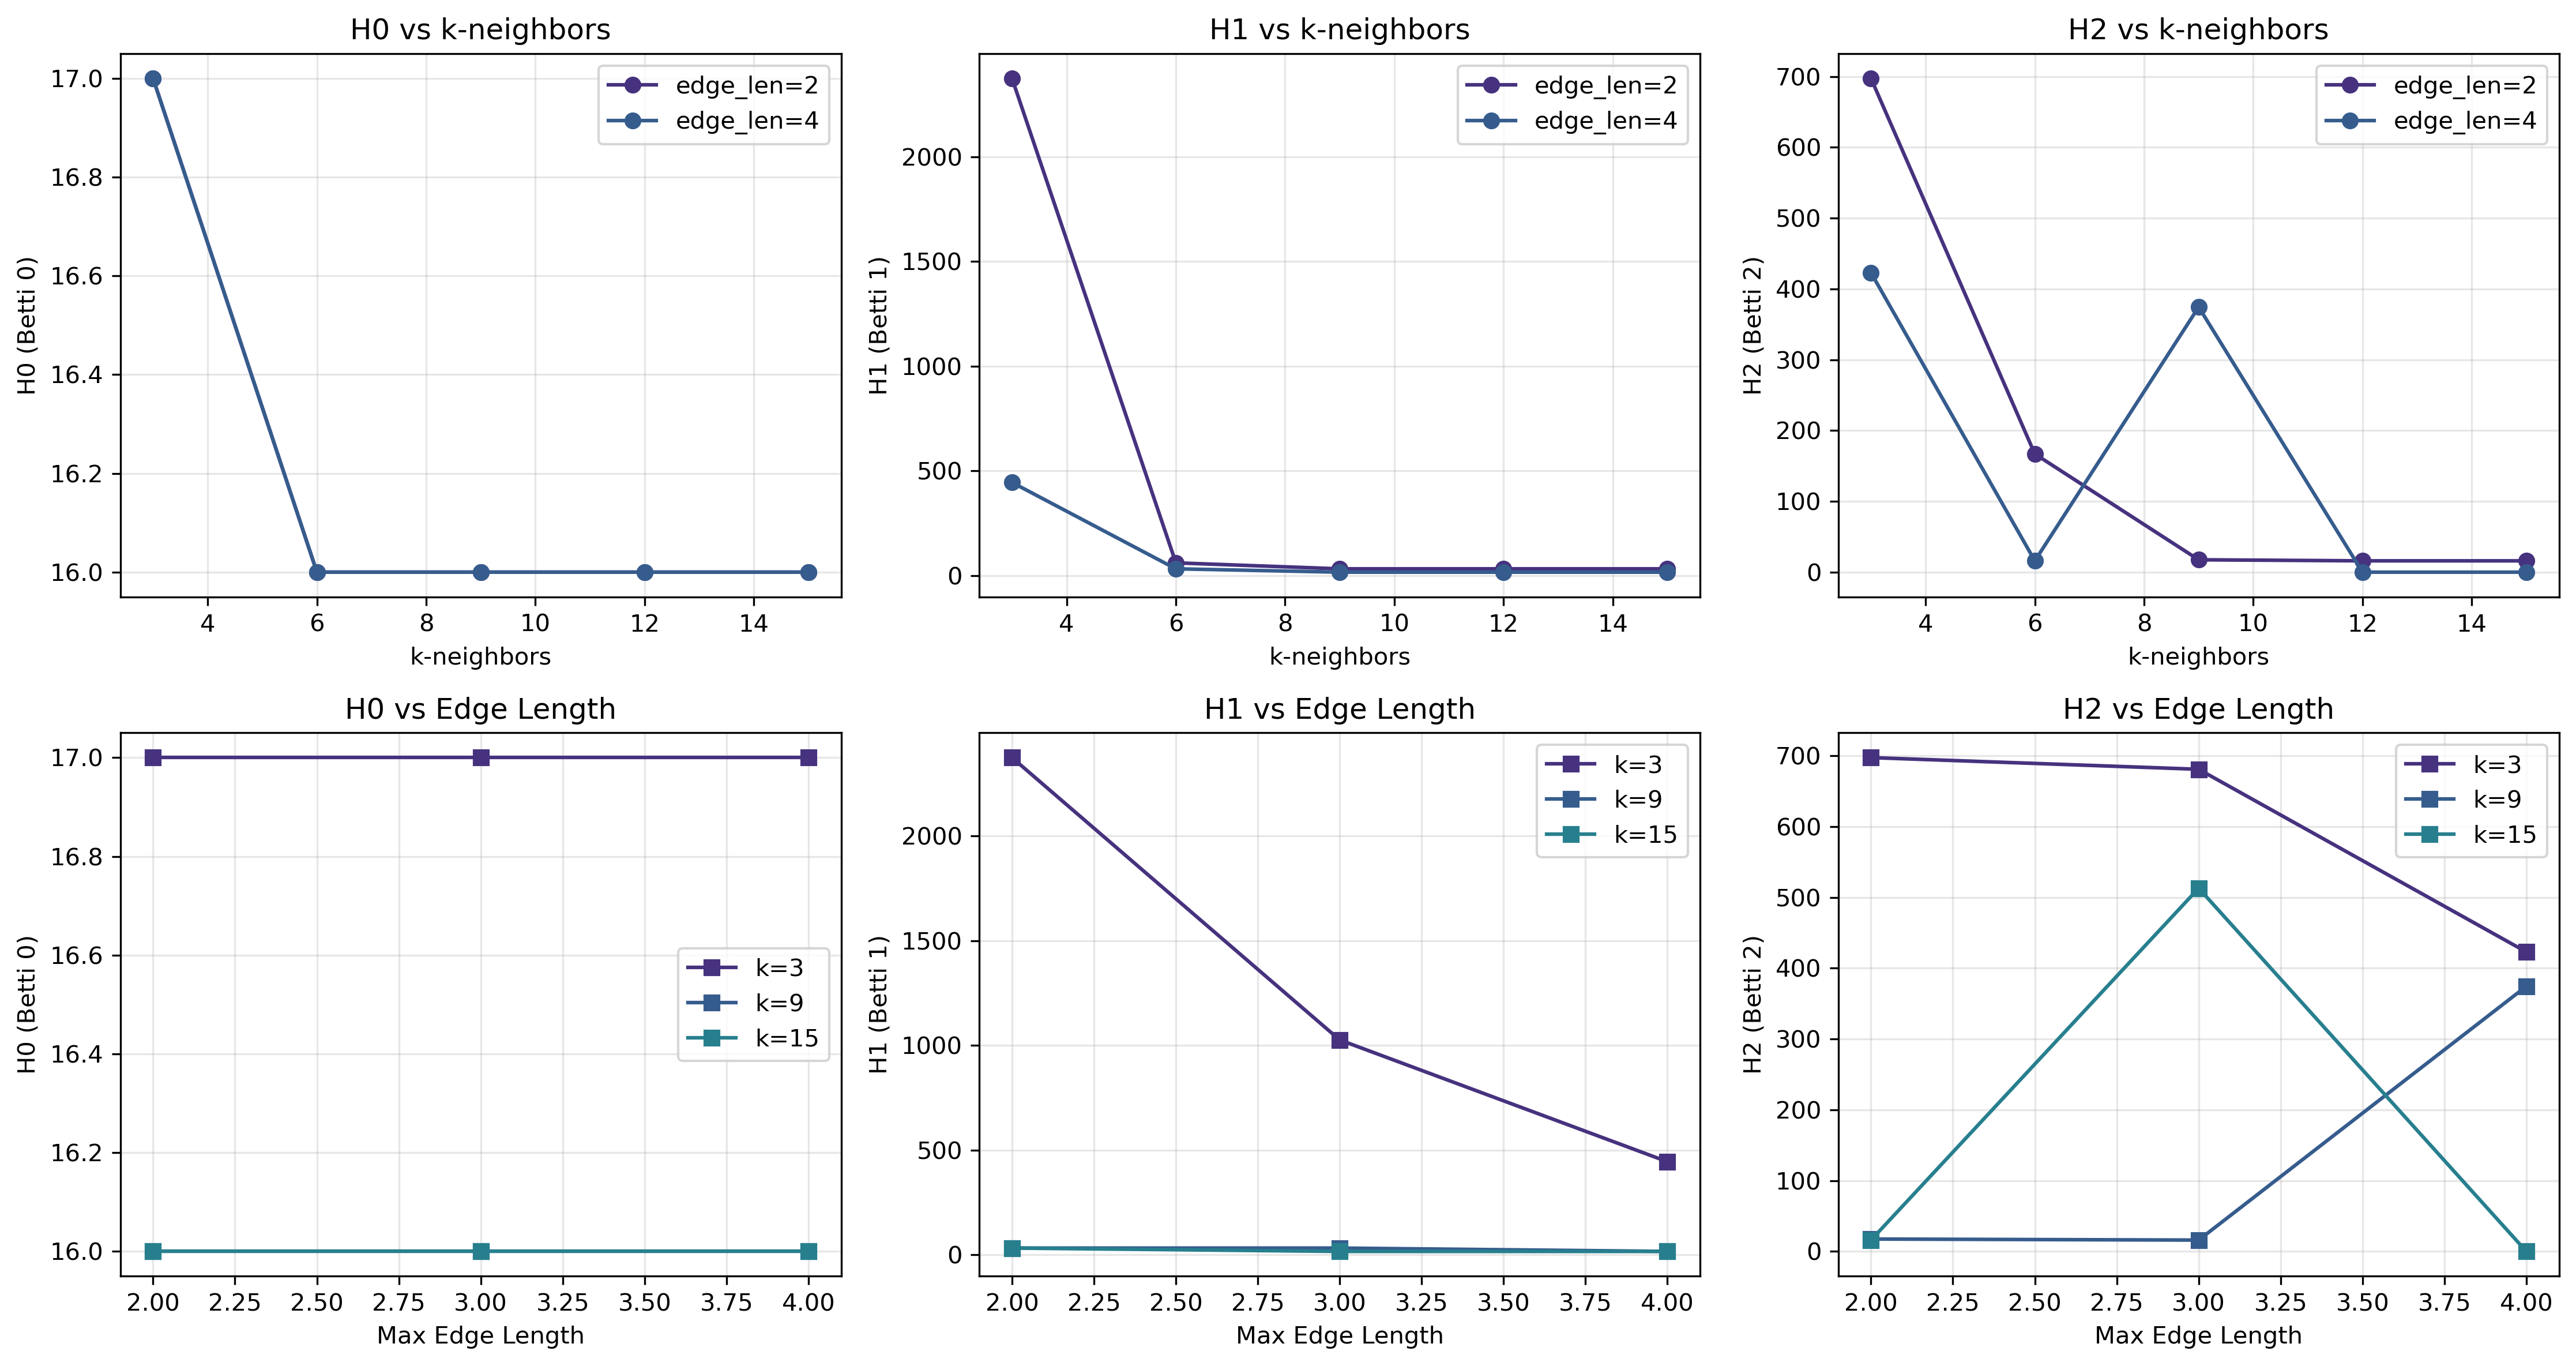 H0 vs k-neighbors
H0 (Betti 0)
17.0
16.8
16.6
16.4
16.2
16.0
4 6 8 10 12 14
k-neighbors
edge_len=2
edge_len=4
H1 vs k-neighbors
H1 (Betti 1)
2000
1500
1000
500
0
4 6 8 10 12 14
k-neighbors
edge_len=2
edge_len=4
H2 vs k-neighbors
H2 (Betti 2)
700
600
500
400
300
200
100
0
4 6 8 10 12 14
k-neighbors
edge_len=2
edge_len=4
H0 vs Edge Length
H0 (Betti 0)
17.0
16.8
16.6
16.4
16.2
16.0
2.00 2.25 2.50 2.75 3.00 3.25 3.50 3.75 4.00
Max Edge Length
k=3
k=9
k=15
H1 vs Edge Length
H1 (Betti 1)
2000
1500
1000
500
0
2.00 2.25 2.50 2.75 3.00 3.25 3.50 3.75 4.00
Max Edge Length
k=3
k=9
k=15
H2 vs Edge Length
H2 (Betti 2)
700
600
500
400
300
200
100
0
2.00 2.25 2.50 2.75 3.00 3.25 3.50 3.75 4.00
Max Edge Length
k=3
k=9
k=15